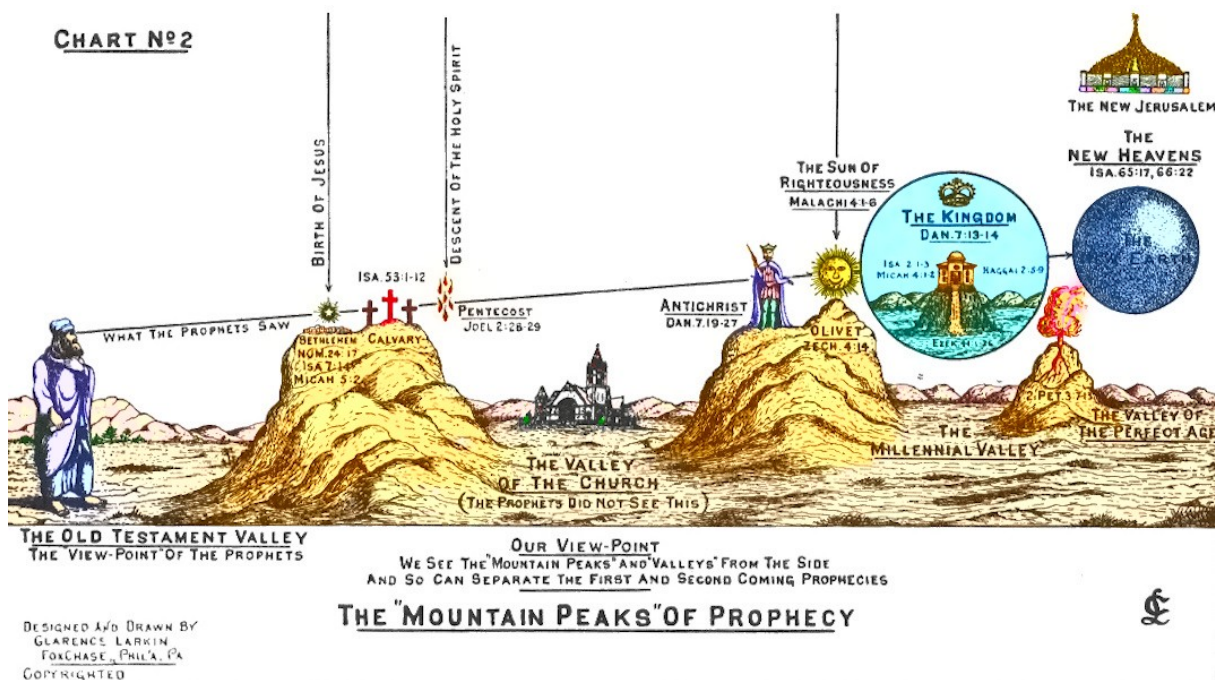 CHART Nº 2
BIRTH OF JESUS
DESCENT OF THE HOLY SPIRIT
THE NEW JERUSALEM
THE
NEW HEAVENS
ISA. 65:17, 66:22
THE SUN OF
RIGHTEOUSNESS
MALACHI 4:1-6
THE KINGDOM
DAN. 7:13-14
ISA 2:1-3
MICAH 4:1-2
HAGGAI 2:5-9
THE
EARTH
ISA. 53:1-12
WHAT THE PROPHETS SAW
PENTECOST
JOEL 2:28-29
ANTICHRIST
DAN. 7.19-27
BETHLEHEM
NUM. 24:17
ISA 7:14
MICAH 5:2
CALVARY
OLIVET
ZECH. 4:14
2 PET. 3.7-13
THE VALLEY OF
THE PERFECT AGE
THE
MILLENNIAL VALLEY
THE VALLEY
OF THE CHURCH
(THE PROPHETS DID NOT SEE THIS)
THE OLD TESTAMENT VALLEY
THE "VIEW-POINT" OF THE PROPHETS
OUR VIEW-POINT
WE SEE THE "MOUNTAIN PEAKS" AND "VALLEYS" FROM THE SIDE
AND SO CAN SEPARATE THE FIRST AND SECOND COMING PROPHECIES
THE "MOUNTAIN PEAKS" OF PROPHECY
DESIGNED AND DRAWN BY
CLARENCE LARKIN
FOXCHASE, PHIL'A, PA
COPYRIGHTED